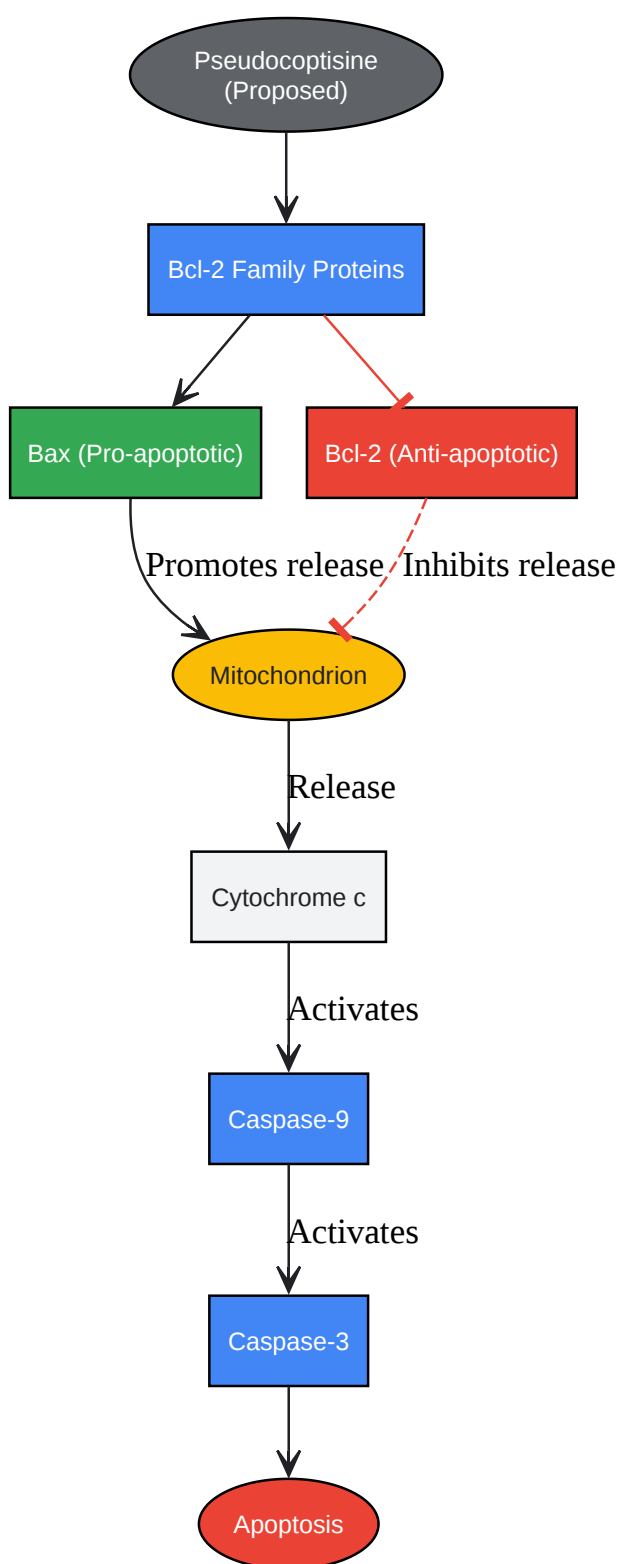 Pseudocoptisine
(Proposed)
Bcl-2 Family Proteins
Bax (Pro-apoptotic)
Bcl-2 (Anti-apoptotic)
Promotes release
Inhibits release
Mitochondrion
Release
Cytochrome c
Activates
Caspase-9
Activates
Caspase-3
Apoptosis